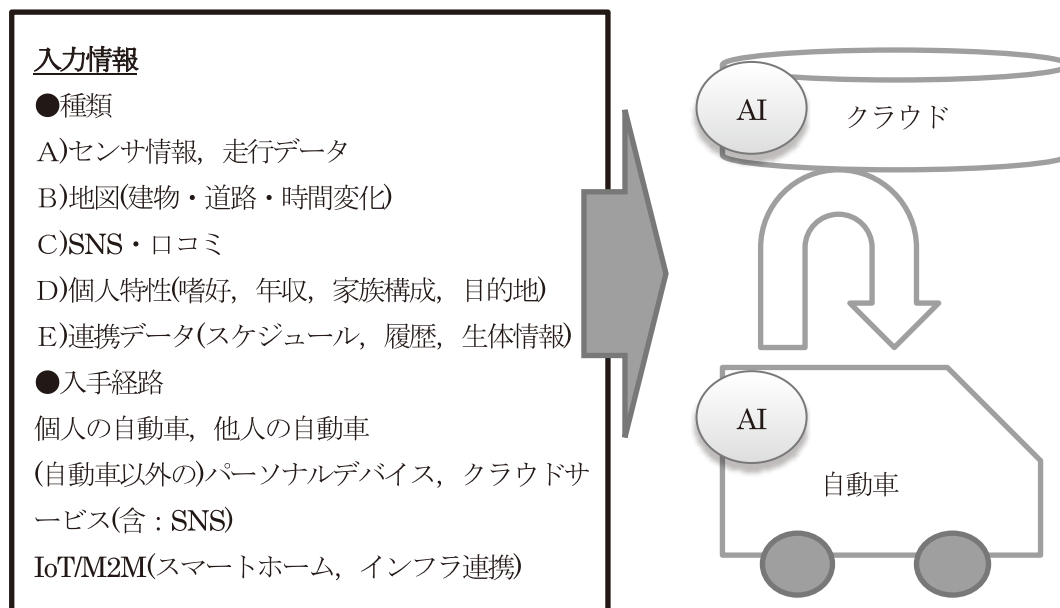 入力情報
●種類
A)センサ情報，走行データ
B)地図(建物・道路・時間変化)
C)SNS・口コミ
D)個人特性(嗜好，年収，家族構成，目的地)
E)連携データ(スケジュール，履歴，生体情報)
●入手経路
個人の自動車，他人の自動車
(自動車以外の)パーソナルデバイス，クラウドサ
ービス(含：SNS)
IoT/M2M(スマートホーム，インフラ連携)
AI
クラウド
AI
自動車